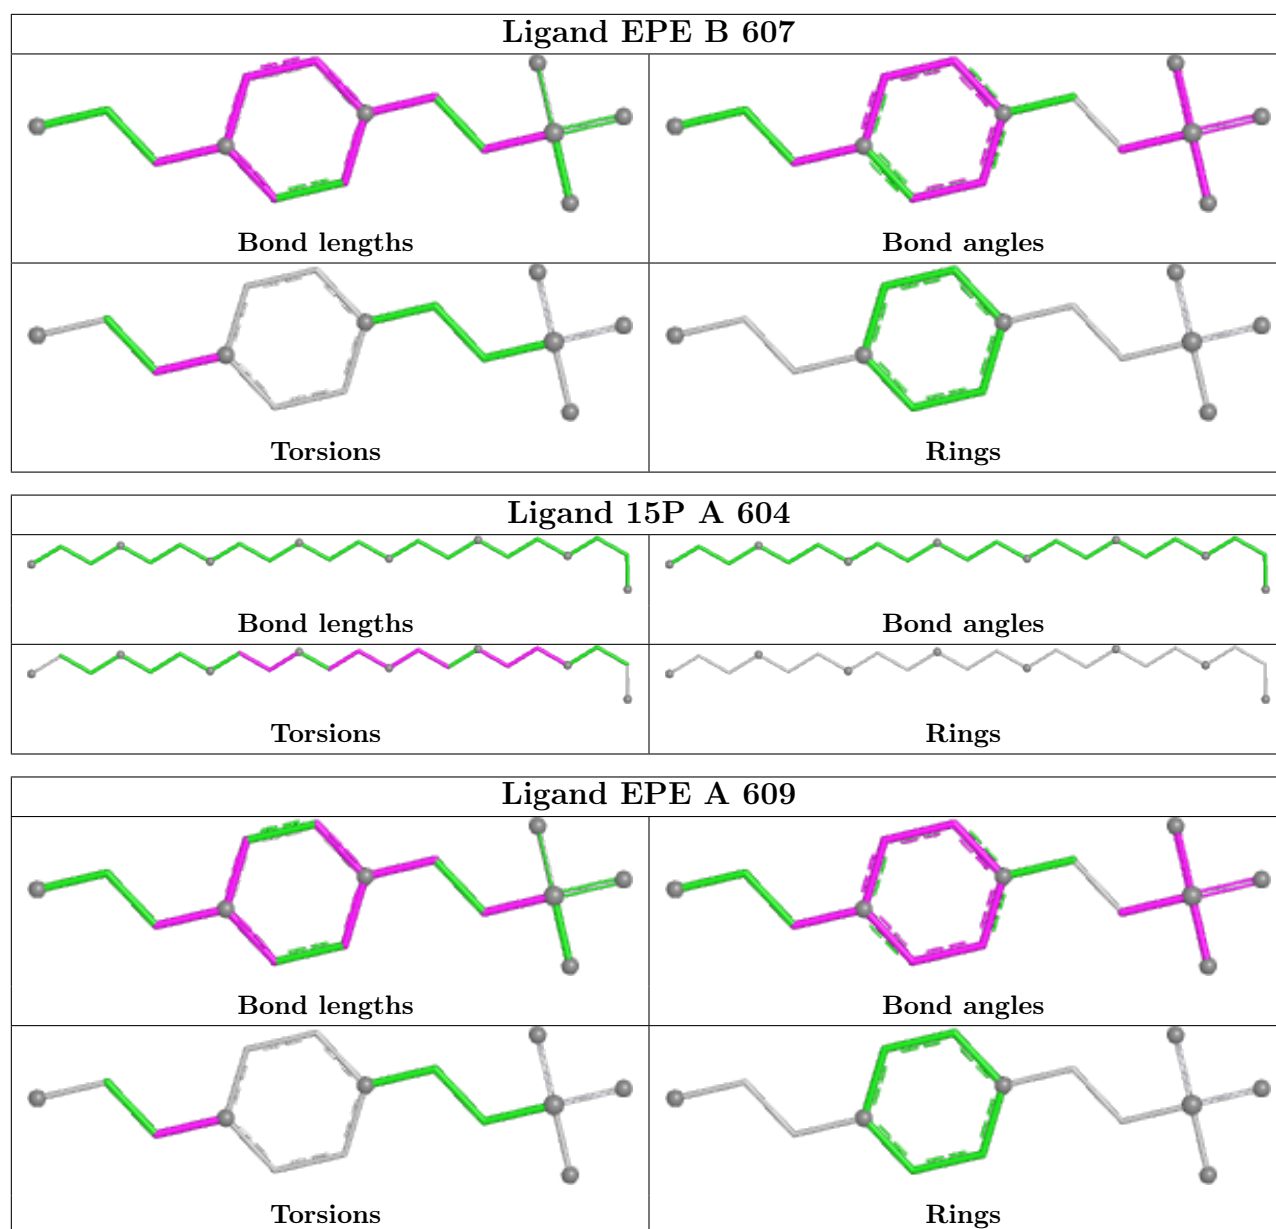 Ligand EPE B 607
Bond lengths
Bond angles
Torsions
Rings
Ligand 15P A 604
Bond lengths
Bond angles
Torsions
Rings
Ligand EPE A 609
Bond lengths
Bond angles
Torsions
Rings